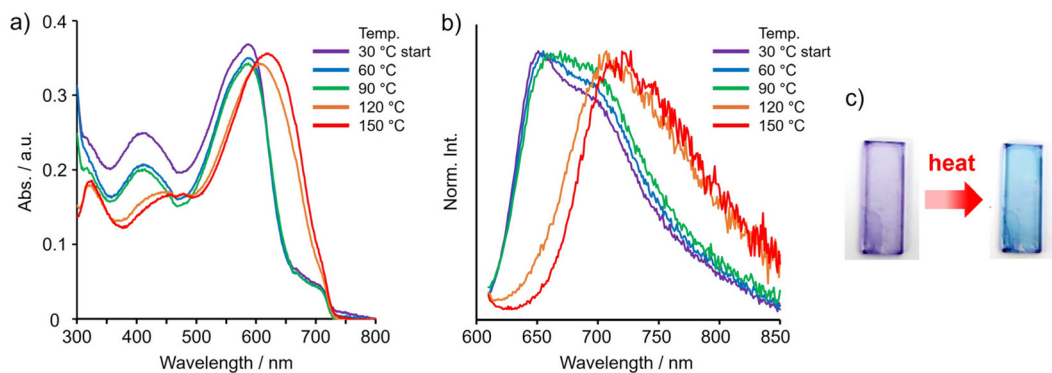 a)
0.4
0.3
0.2
0.1
0
Abs. / a.u.
300 400 500 600 700 800
Wavelength / nm
Temp.
30 °C start
60 °C
90 °C
120 °C
150 °C
b)
Norm. Int.
600 650 700 750 800 850
Wavelength / nm
Temp.
30 °C start
60 °C
90 °C
120 °C
150 °C
c)
heat